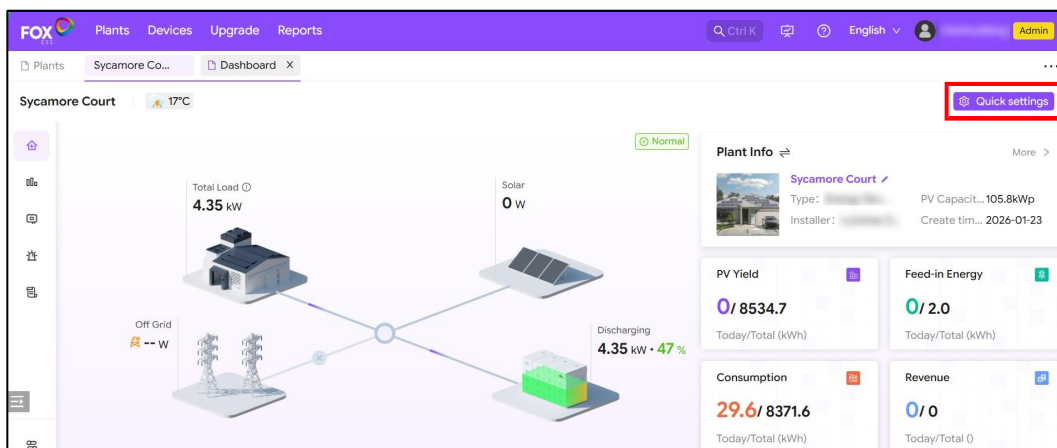 FOX ESS Plants Devices Upgrade Reports Ctrl K English Admin
Plants Sycamore Co... Dashboard X ...
Sycamore Court 17°C Quick settings
Normal
Total Load
4.35 kW
Solar
0 W
Off Grid
-- W
Discharging
4.35 kW · 47 %
Plant Info More >
Sycamore Court
Type:
PV Capacit... 105.8kWp
Installer:
Create tim... 2026-01-23
PV Yield
0/ 8534.7
Today/Total (kWh)
Feed-in Energy
0/ 2.0
Today/Total (kWh)
Consumption
29.6/ 8371.6
Today/Total (kWh)
Revenue
0/ 0
Today/Total ()